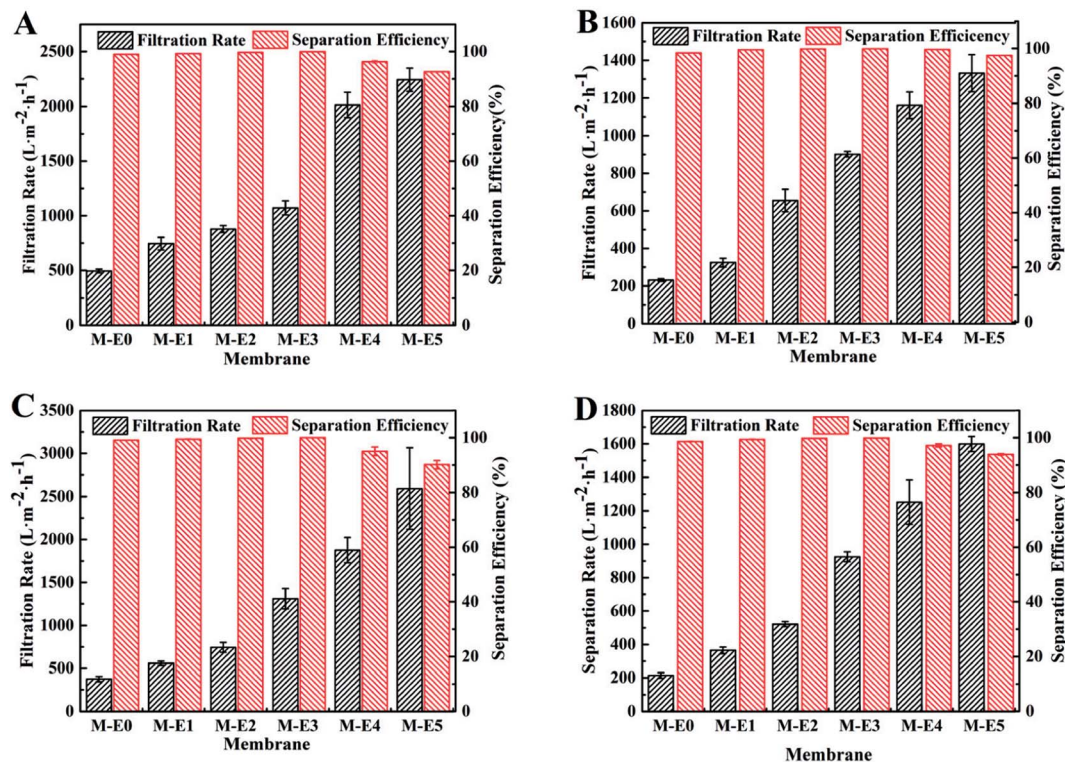 A
Filtration Rate Separation Efficiency
Filtration Rate (L·m⁻²·h⁻¹)
2500
2000
1500
1000
500
0
100
80
60
40
20
0
Separation Efficiency(%)
M-E0 M-E1 M-E2 M-E3 M-E4 M-E5
Membrane
B
Filtration Rate Separation Efficiency
Filtration Rate (L·m⁻²·h⁻¹)
1600
1400
1200
1000
800
600
400
200
0
100
80
60
40
20
0
Separation Efficiency (%)
M-E0 M-E1 M-E2 M-E3 M-E4 M-E5
Membrane
C
Filtration Rate Separation Efficiency
Filtration Rate (L·m⁻²·h⁻¹)
3500
3000
2500
2000
1500
1000
500
0
100
80
60
40
20
0
Separation Efficiency (%)
M-E0 M-E1 M-E2 M-E3 M-E4 M-E5
Membrane
D
Filtration Rate Separation Efficiency
Separation Rate (L·m⁻²·h⁻¹)
1800
1600
1400
1200
1000
800
600
400
200
0
100
80
60
40
20
0
Separation Efficiency (%)
M-E0 M-E1 M-E2 M-E3 M-E4 M-E5
Membrane